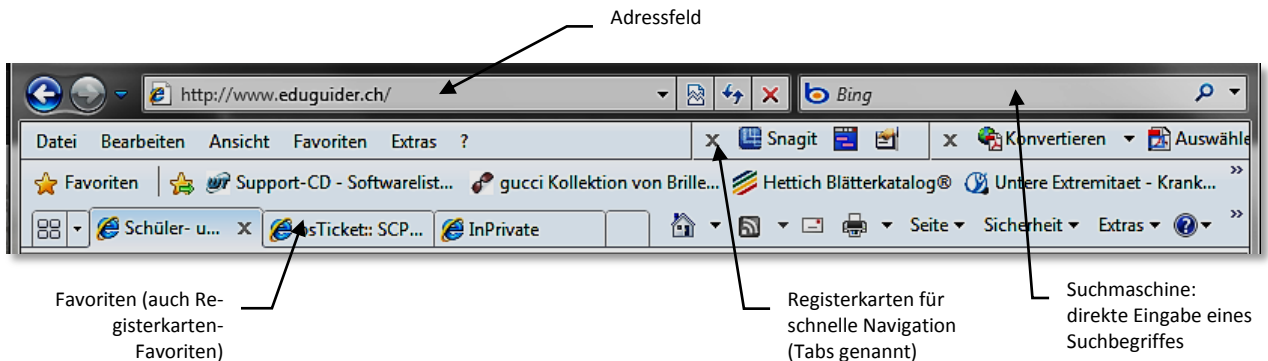 Adressfeld
http://www.eduguider.ch/
Bing
Datei Bearbeiten Ansicht Favoriten Extras ?
x Snagit
x Konvertieren Auswähle
Favoriten
Support-CD - Softwarelist...
gucci Kollektion von Brille...
Hettich Blätterkatalog®
Untere Extremitaet - Krank... »
Schüler- u... X
osTicket:: SCP...
InPrivate
Seite Sicherheit Extras »
Favoriten (auch Re-
gisterkarten-
Favoriten)
Registerkarten für
schnelle Navigation
(Tabs genannt)
Suchmaschine:
direkte Eingabe eines
Suchbegriffes